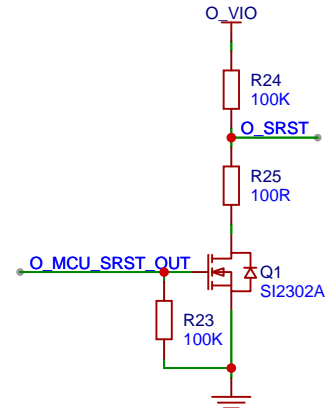 O_VIO
R24
100K
O_SRST
R25
100R
O_MCU_SRST_OUT
Q1
SI2302A
R23
100K